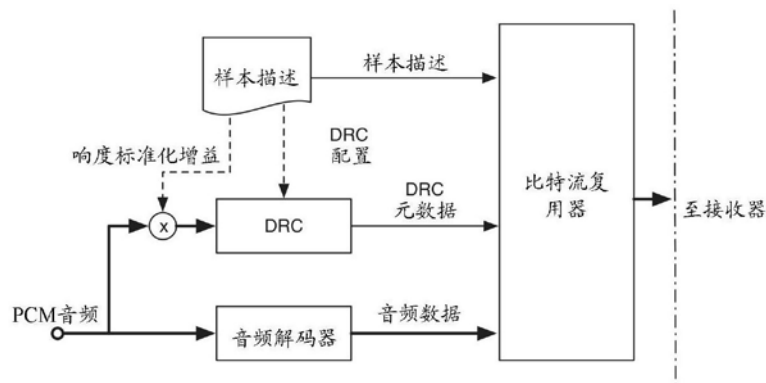 样本描述
样本描述
响度标准化增益
DRC
配置
DRC
元数据
比特流复
用器
至接收器
x
DRC
PCM音频
音频解码器
音频数据